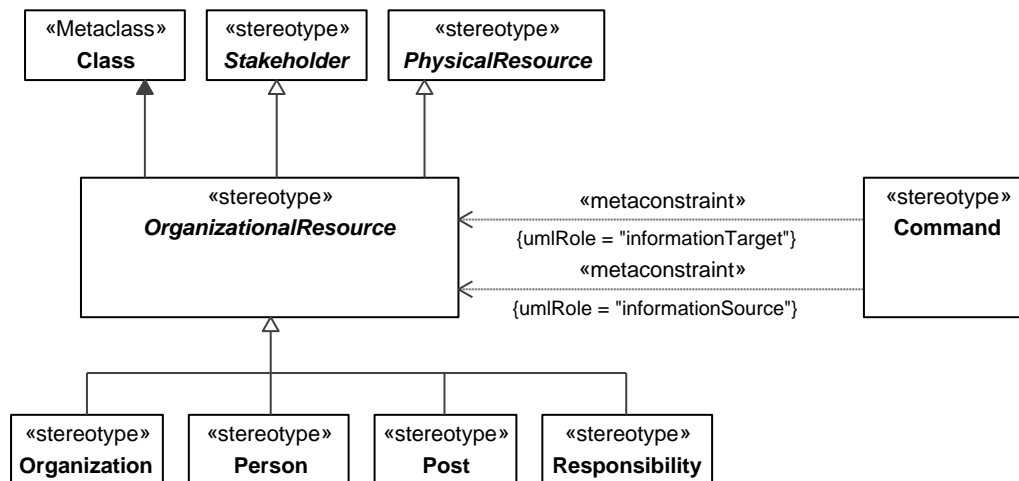 «Metaclass»
Class
«stereotype»
Stakeholder
«stereotype»
PhysicalResource
«stereotype»
OrganizationalResource
«metaconstraint»
{umlRole = "informationTarget"}
«metaconstraint»
{umlRole = "informationSource"}
«stereotype»
Command
«stereotype»
Organization
«stereotype»
Person
«stereotype»
Post
«stereotype»
Responsibility